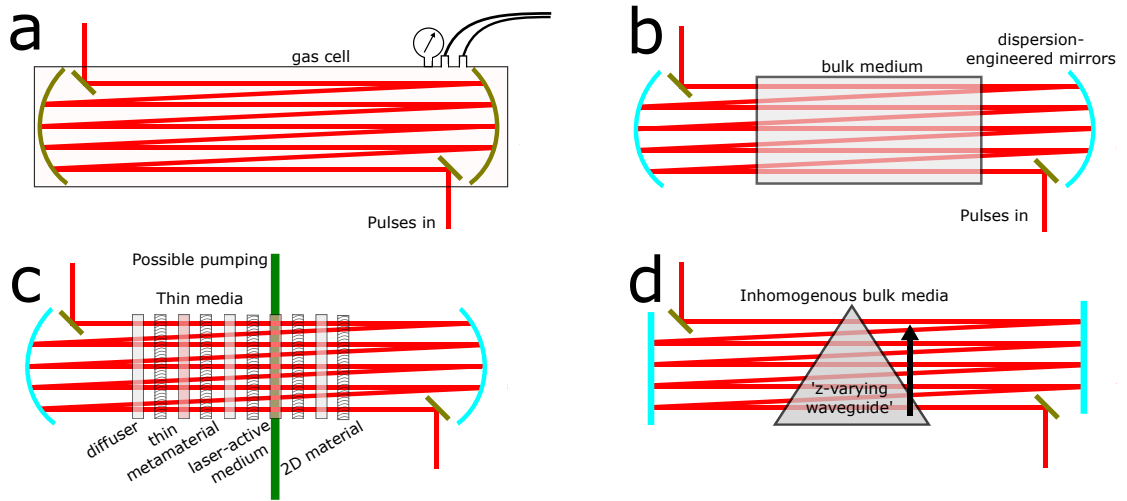 a
gas cell
Pulses in
b
bulk medium
dispersion-
engineered mirrors
Pulses in
c
Possible pumping
Thin media
diffuser
thin
metamaterial
laser-active
medium
2D material
d
Inhomogenous bulk media
'z-varying
waveguide'